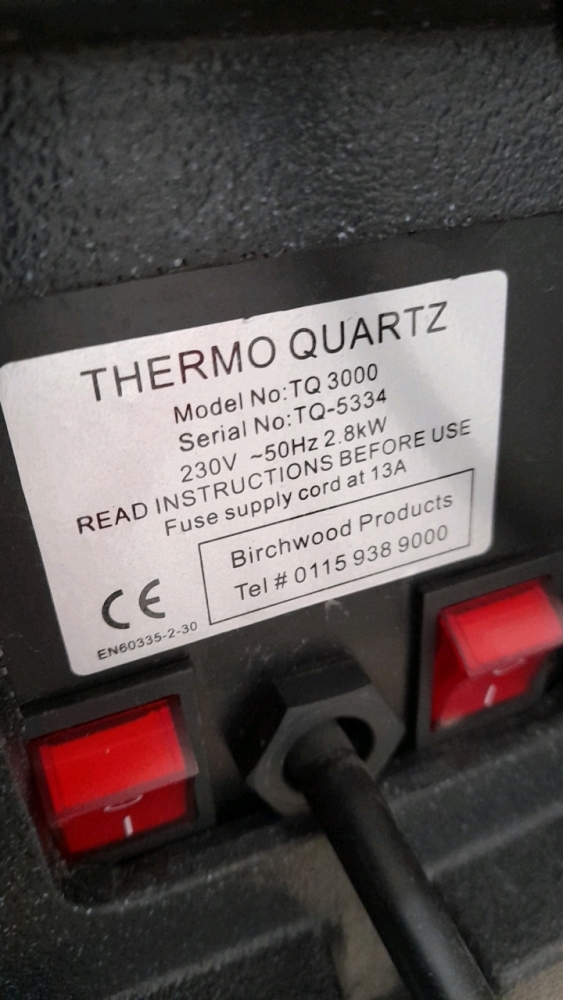 THERMO QUARTZ
Model No:TQ 3000
Serial No:TQ-5334
230V ~50Hz 2.8kW
READ INSTRUCTIONS BEFORE USE
Fuse supply cord at 13A
Birchwood Products
Tel # 0115 938 9000
CE
EN60335-2-30